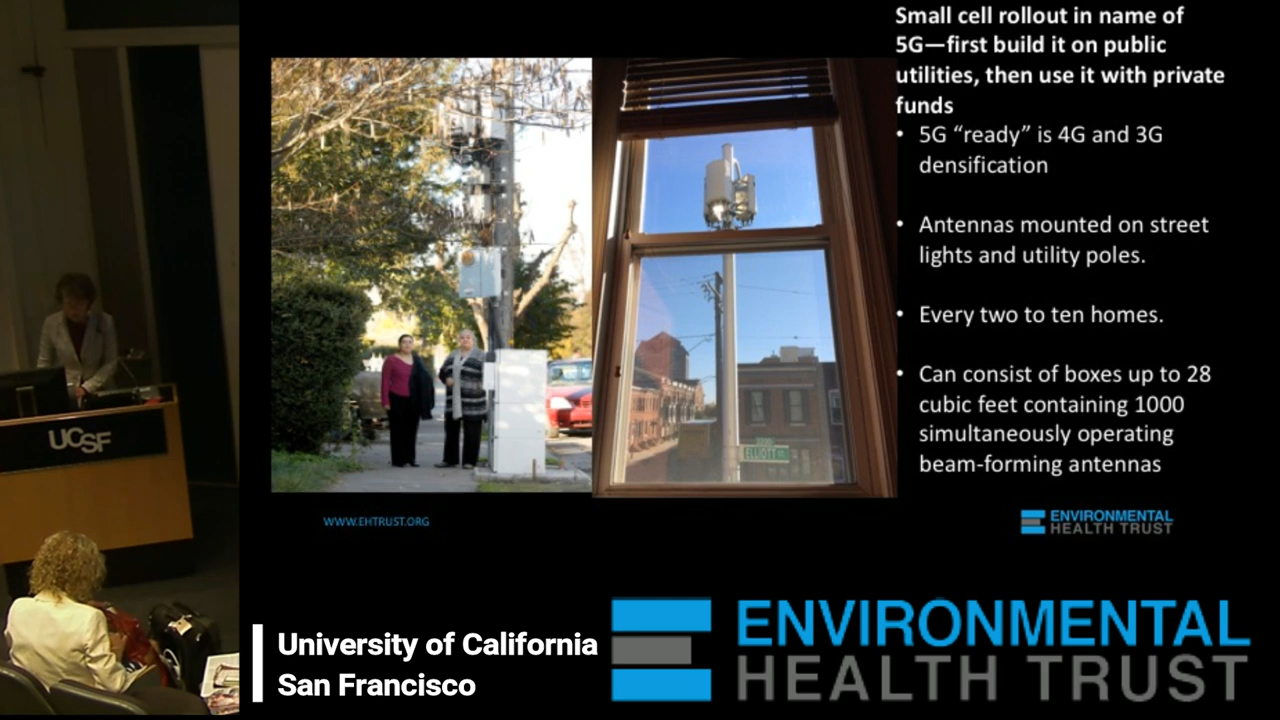 Small cell rollout in name of
5G—first build it on public
utilities, then use it with private
funds
• 5G “ready” is 4G and 3G
densification
• Antennas mounted on street
lights and utility poles.
• Every two to ten homes.
• Can consist of boxes up to 28
cubic feet containing 1000
simultaneously operating
beam-forming antennas
ELLIOTT
WWW.EHTRUST.ORG
ENVIRONMENTAL
HEALTH TRUST
UCSF
University of California
San Francisco
ENVIRONMENTAL
HEALTH TRUST